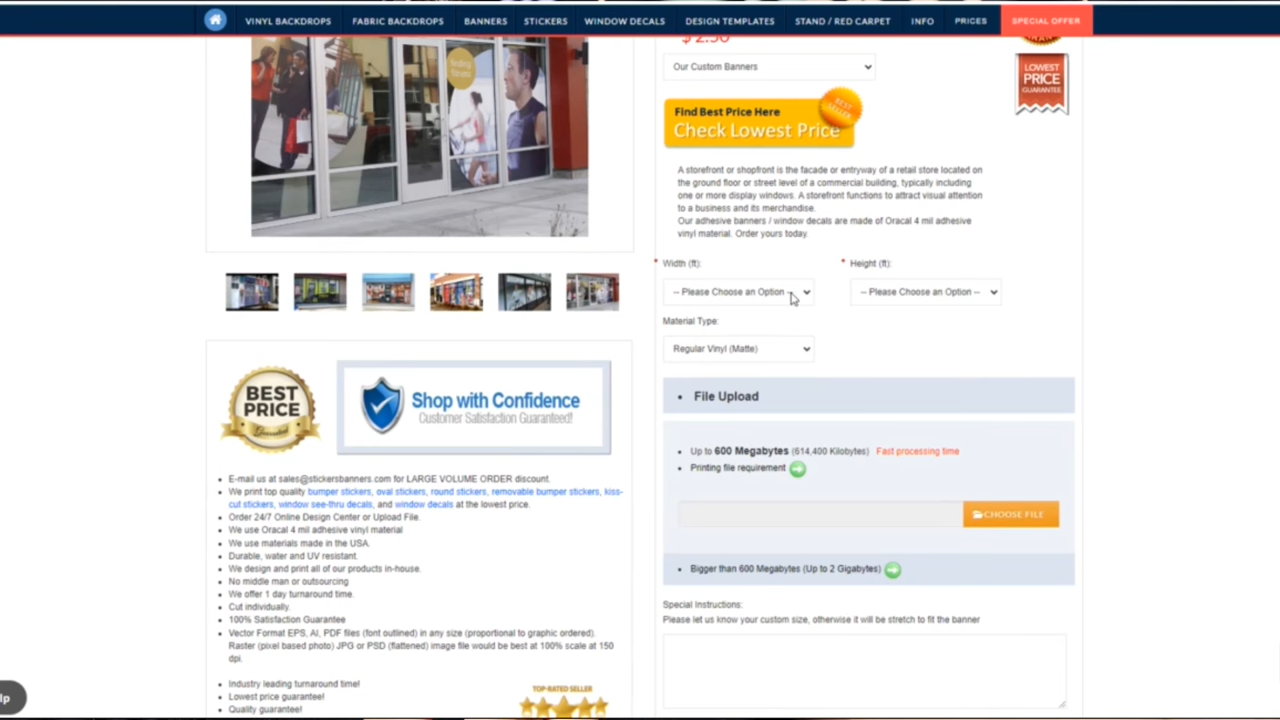 VINYL BACKDROPS FABRIC BACKDROPS BANNERS STICKERS WINDOW DECALS DESIGN TEMPLATES STAND / RED CARPET INFO PRICES SPECIAL OFFER
$ 2.50
Our Custom Banners
LOWEST
PRICE
GUARANTEE
Find Best Price Here
Check Lowest Price
BEST
SELLER
A storefront or shopfront is the facade or entryway of a retail store located on
the ground floor or street level of a commercial building, typically including
one or more display windows. A storefront functions to attract visual attention
to a business and its merchandise.
Our adhesive banners / window decals are made of Oracal 4 mil adhesive
vinyl material. Order yours today.
* Width (ft): * Height (ft):
-- Please Choose an Option -- -- Please Choose an Option --
Material Type:
Regular Vinyl (Matte)
• File Upload
• Up to 600 Megabytes (614,400 Kilobytes) Fast processing time
• Printing file requirement
CHOOSE FILE
• Bigger than 600 Megabytes (Up to 2 Gigabytes)
Special Instructions:
Please let us know your custom size, otherwise it will be stretch to fit the banner
BEST
PRICE
Guaranteed
Shop with Confidence
Customer Satisfaction Guaranteed!
• E-mail us at sales@stickersbanners.com for LARGE VOLUME ORDER discount.
• We print top quality bumper stickers, oval stickers, round stickers, removable bumper stickers, kiss-
cut stickers, window see-thru decals, and window decals at the lowest price.
• Order 24/7 Online Design Center or Upload File.
• We use Oracal 4 mil adhesive vinyl material
• We use materials made in the USA.
• Durable, water and UV resistant.
• We design and print all of our products in-house.
• No middle man or outsourcing
• We offer 1 day turnaround time.
• Cut individually.
• 100% Satisfaction Guarantee
• Vector Format EPS, AI, PDF files (font outlined) in any size (proportional to graphic ordered).
Raster (pixel based photo) JPG or PSD (flattened) image file would be best at 100% scale at 150
dpi.
• Industry leading turnaround time!
• Lowest price guarantee!
• Quality guarantee!
TOP-RATED SELLER
lp